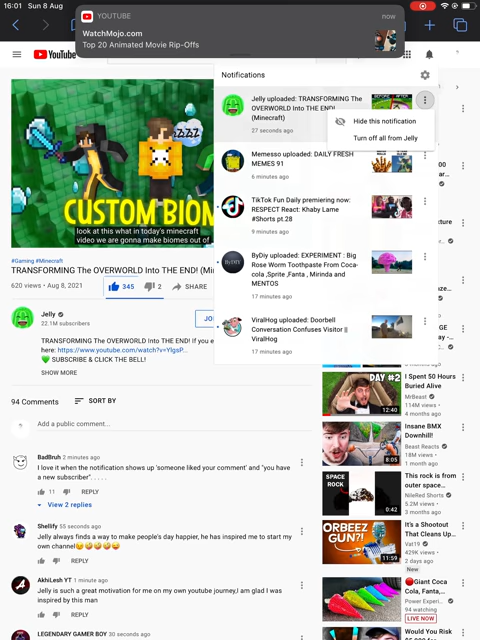 16:01 Sun 8 Aug
92%
YOUTUBE
now
WatchMojo.com
Top 20 Animated Movie Rip-Offs
YouTube
Notifications
Jelly uploaded: TRANSFORMING The
OVERWORLD Into THE END!
(Minecraft)
27 seconds ago
Hide this notification
Turn off all from Jelly
Memesso uploaded: DAILY FRESH
MEMES 91
6 minutes ago
TikTok Fun Daily premiering now:
RESPECT React: Khaby Lame
#Shorts pt.28
9 minutes ago
ByDiy
ByDiy uploaded: EXPERIMENT : Big
Rose Worm Toothpaste From Coca-
cola ,Sprite ,Fanta , Mirinda and
MENTOS
17 minutes ago
ViralHog uploaded: Doorbell
Conversation Confuses Visitor ||
ViralHog
17 minutes ago
ZZZ
CUSTOM BIOM
look at this what in today's minecraft
video we are gonna make biomes out of
#Gaming #Minecraft
TRANSFORMING The OVERWORLD Into THE END! (Mi
620 views • Aug 8, 2021
345
2
SHARE
Jelly
22.1M subscribers
JO
TRANSFORMING The OVERWORLD Into THE END! If you e
here: https://www.youtube.com/watch?v=YlgsP...
SUBSCRIBE & CLICK THE BELL!
SHOW MORE
94 Comments
SORT BY
Add a public comment...
BadBruh 2 minutes ago
I love it when the notification shows up 'someone liked your comment' and "you have
a new subscriber". . . . .
11
REPLY
View 2 replies
Shellify 55 seconds ago
Jelly always finds a way to make people's day happier, he has inspired me to start my
own channel
REPLY
AkhiLesh YT 1 minute ago
Jelly is such a great motivation for me on my own youtube journey,I am glad I was
inspired by this man
REPLY
LEGENDARY GAMER BOY 30 seconds ago
DAY #2
12:40
I Spent 50 Hours
Buried Alive
MrBeast
114M views •
4 months ago
8:05
Insane BMX
Downhill!
Beast Reacts
18M views •
1 month ago
SPACE
ROCK
0:42
This rock is from
outer space...
NileRed Shorts
5.2M views •
3 months ago
ORBEEZ
GUN?!
11:59
It's a Shootout
That Cleans Up...
Vat19
429K views •
2 days ago
New
Giant Coca
Cola, Fanta,...
Power Experi...
94 watching
LIVE NOW
Would You Risk